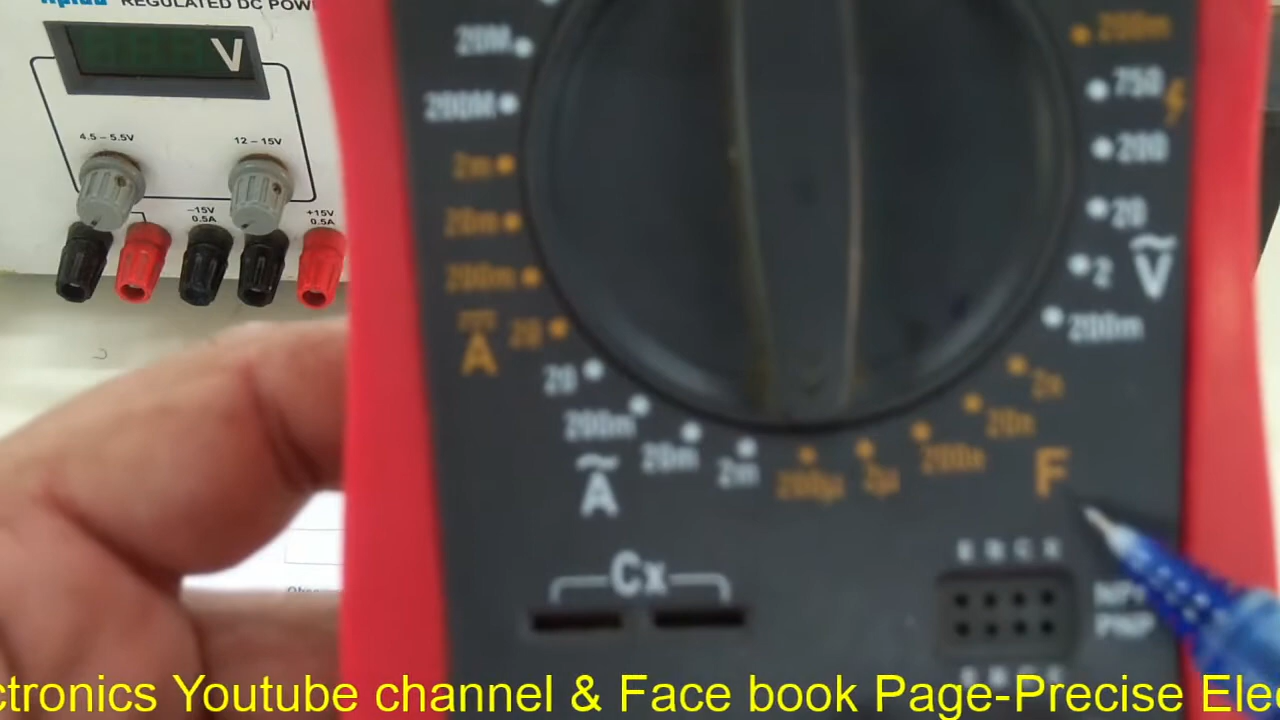 REGULATED DC POW
V
4.5 – 5.5V
12 – 15V
–15V
0.5A
+15V
0.5A
20M
200M
2m
20m
200m
20
A
20
200m
20m
2m
A
200µ
2µ
200n
20n
2n
F
200m
750
200
20
2
V
200m
Cx
E B C E
NP
PNP
ctronics Youtube channel & Face book Page-Precise Ele